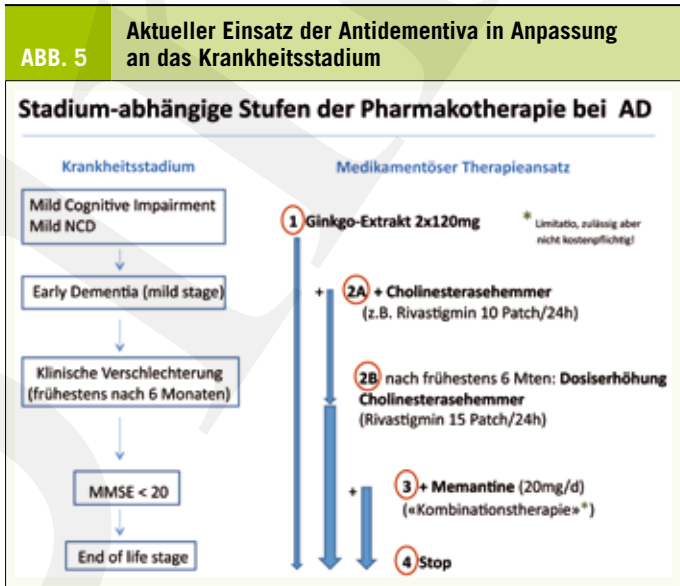 ABB. 5
Aktueller Einsatz der Antidementiva in Anpassung
an das Krankheitsstadium
Stadium-abhängige Stufen der Pharmakotherapie bei AD
Krankheitsstadium
Mild Cognitive Impairment
Mild NCD
Early Dementia (mild stage)
Klinische Verschlechterung
(frühestens nach 6 Monaten)
MMSE < 20
End of life stage
Medikamentöser Therapieansatz
1 Ginkgo-Extrakt 2x120mg
* Limitatio, zulässig aber
nicht kostenpflichtig!
+ 2A + Cholinesterasehemmer
(z.B. Rivastigmin 10 Patch/24h)
2B nach frühestens 6 Mten: Dosiserhöhung
Cholinesterasehemmer
(Rivastigmin 15 Patch/24h)
+ 3 + Memantine (20mg/d)
(«Kombinationstherapie»*)
4 Stop